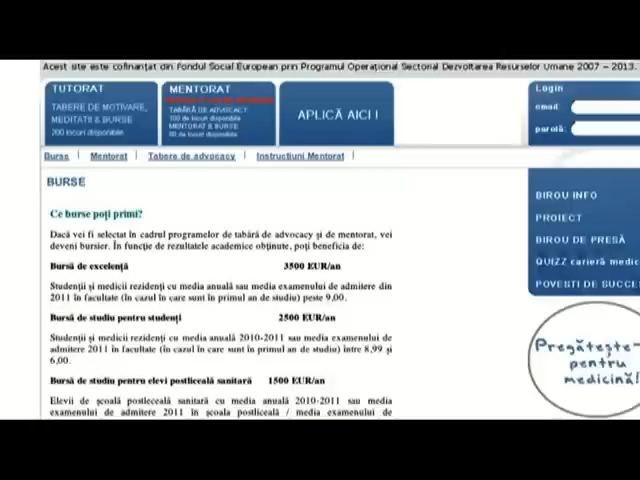 Acest site este cofinanțat din Fondul Social European prin Programul Operațional Sectorial Dezvoltarea Resurselor Umane 2007 – 2013.
TUTORAT
TABERE DE MOTIVARE,
MEDITATII & BURSE
200 locuri disponibile
MENTORAT
TABĂRĂ DE ADVOCACY
100 de locuri disponibile
MENTORAT & BURSE
80 de locuri disponibile
APLICĂ AICI !
Login
email:
parolă:
Burse | Mentorat | Tabere de advocacy | Instructiuni Mentorat |
BURSE
Ce burse poți primi?
Dacă vei fi selectat în cadrul programelor de tabără de advocacy și de mentorat, vei
deveni bursier. În funcție de rezultatele academice obținute, poți beneficia de:
Bursă de excelență 3500 EUR/an
Studenții și medicii rezidenți cu media anuală sau media examenului de admitere din
2011 în facultate (în cazul în care sunt în primul an de studiu) peste 9,00.
Bursă de studiu pentru studenți 2500 EUR/an
Studenții și medicii rezidenți cu media anuală 2010-2011 sau media examenului de
admitere 2011 în facultate (în cazul în care sunt în primul an de studiu) între 8,99 și
6,00.
Bursă de studiu pentru elevi postliceală sanitară 1500 EUR/an
Elevii de școală postliceală sanitară cu media anuală 2010-2011 sau media
examenului de admitere 2011 în școala postliceală / media examenului de
BIROU INFO
PROIECT
BIROU DE PRESĂ
QUIZZ carieră medic
POVESTI DE SUCCE
Pregătește-
pentru
medicină!